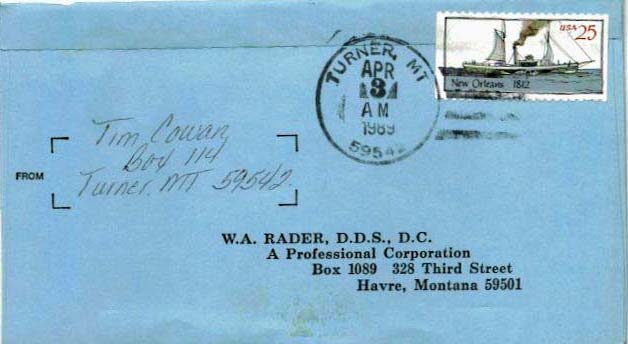 USA 25
New Orleans 1812
TURNER, MT
APR
3
AM
1989
59542
FROM
Tim Cowan
Box 114
Turner, MT 59542
W.A. RADER, D.D.S., D.C.
A Professional Corporation
Box 1089 328 Third Street
Havre, Montana 59501